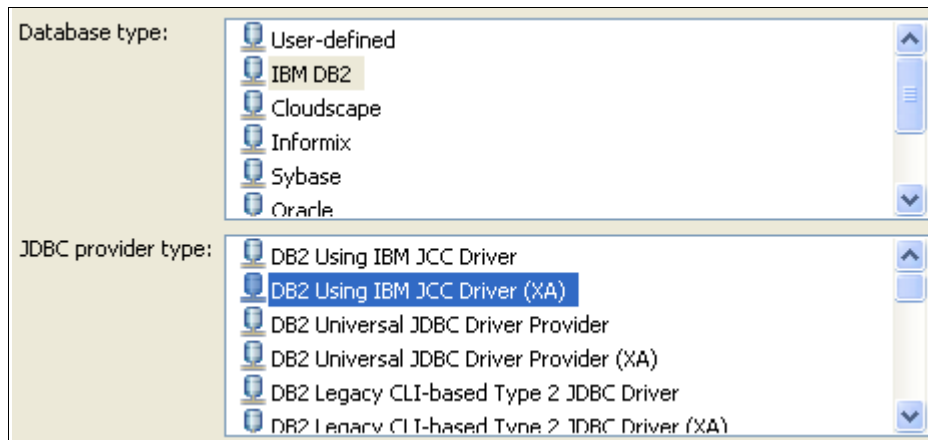 Database type:
User-defined
IBM DB2
Cloudscape
Informix
Sybase
Oracle
JDBC provider type:
DB2 Using IBM JCC Driver
DB2 Using IBM JCC Driver (XA)
DB2 Universal JDBC Driver Provider
DB2 Universal JDBC Driver Provider (XA)
DB2 Legacy CLI-based Type 2 JDBC Driver
DB2 Legacy CLI-based Type 2 JDBC Driver (XA)